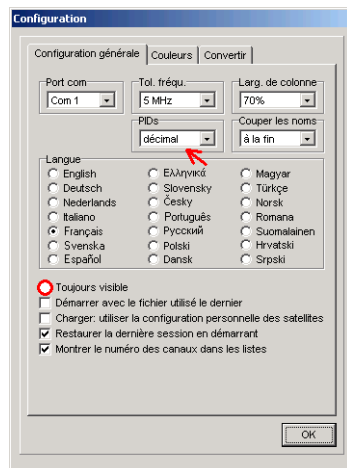 Configuration
Configuration générale Couleurs Convertir
Port com Tol. fréqu. Larg. de colonne
Com 1 5 MHz 70%
PIDs Couper les noms
décimal à la fin
Langue
English Ελληνικά Magyar
Deutsch Slovensky Türkçe
Nederlands Česky Norsk
Italiano Português Romana
Français Русский Suomalainen
Svenska Polski Hrvatski
Español Dansk Srpski
Toujours visible
Démarrer avec le fichier utilisé le dernier
Charger: utiliser la configuration personnelle des satellites
Restaurer la dernière session en démarrant
Montrer le numéro des canaux dans les listes
OK